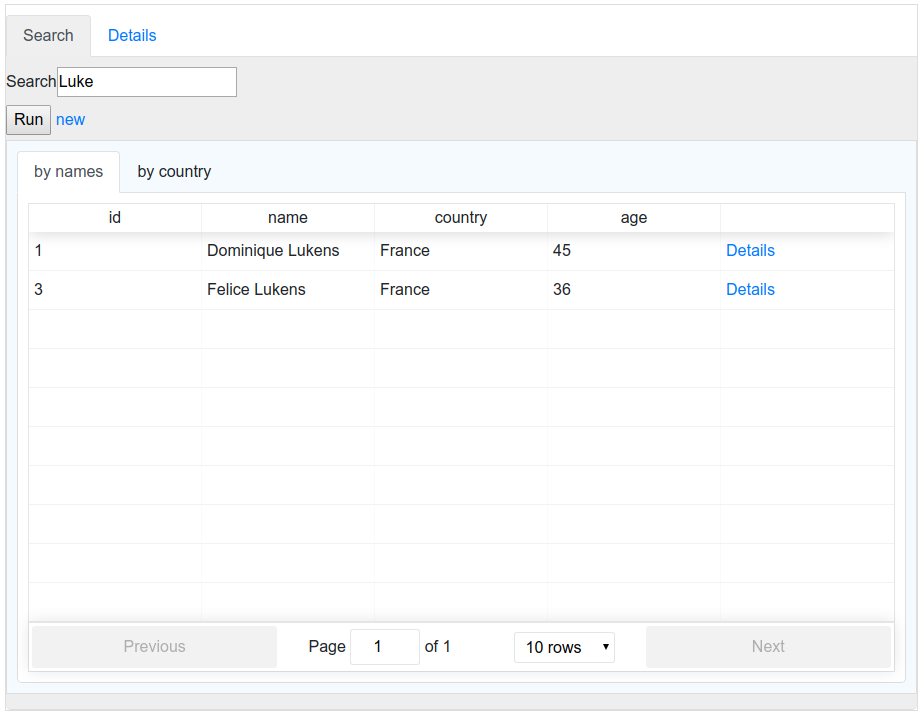 Search Details
Search Luke
Run new
by names by country
id name country age
1 Dominique Lukens France 45 Details
3 Felice Lukens France 36 Details
Previous Page 1 of 1 10 rows Next